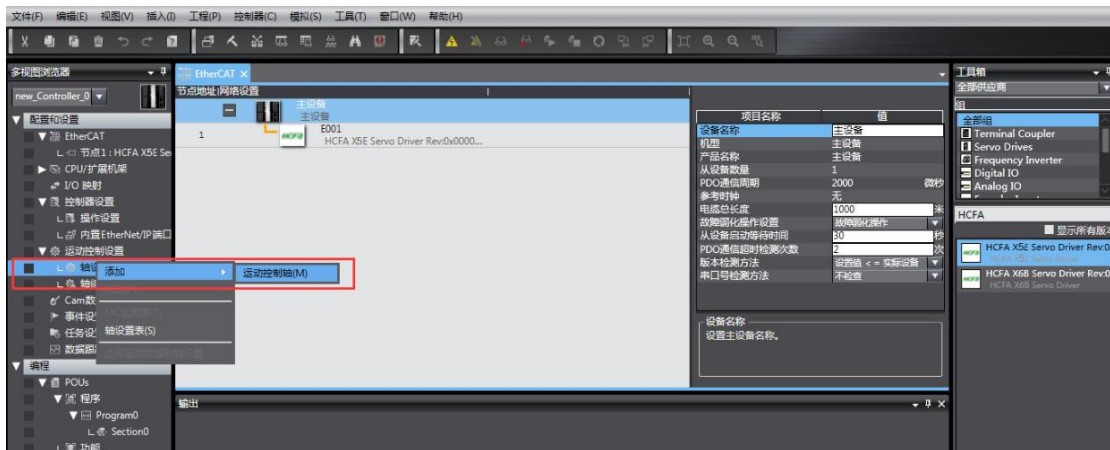 文件(F) 编辑(E) 视图(V) 插入(I) 工程(P) 控制器(C) 模拟(S) 工具(T) 窗口(W) 帮助(H)
多视图浏览器
new_Controller_0
配置和设置
EtherCAT
节点1 : HCFA X5E Se
CPU/扩展机架
I/O 映射
控制器设置
操作设置
内置EtherNet/IP端口
运动控制设置
轴设
轴
Cam数
事件设
任务设
数据跟
编程
POUs
程序
Program0
Section0
功能
添加
运动控制轴(M)
轴设置表(S)
EtherCAT
节点地址|网络设置
主设备
主设备
1
E001
HCFA X5E Servo Driver Rev:0x0000...
项目名称 值
设备名称 主设备
机型 主设备
产品名称 主设备
从设备数量 1
PDO通信周期 2000 微秒
参考时钟 无
电缆总长度 1000 米
故障弱化操作设置 故障弱化操作
从设备启动等待时间 30 秒
PDO通信超时检测次数 2 次
版本检测方法 设置值 <= 实际设备
串口号检测方法 不检查
设备名称
设置主设备名称。
输出
工具箱
全部供应商
组
全部组
Terminal Coupler
Servo Drives
Frequency Inverter
Digital IO
Analog IO
HCFA
显示所有版本
HCFA X5E Servo Driver Rev:0
HCFA X5E Servo Driver
HCFA X6B Servo Driver Rev:0
HCFA X6B Servo Driver